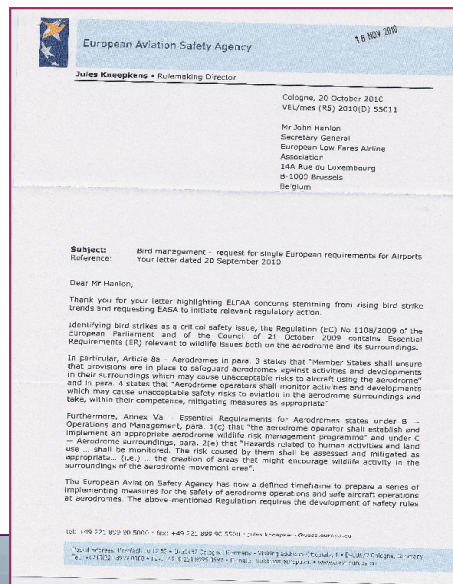 European Aviation Safety Agency
18 NOV 2010
Jules Kneepkens • Rulemaking Director
Cologne, 20 October 2010
VEL/mes (R5) 2010(D) 55011
Mr John Hanlon
Secretary General
European Low Fares Airline
Association
14A Rue du Luxembourg
B-1000 Brussels
Belgium
Subject: Bird management - request for single European requirements for Airports
Reference: Your letter dated 20 September 2010
Dear Mr Hanlon,
Thank you for your letter highlighting ELFAA concerns stemming from rising bird strike
trends and requesting EASA to initiate relevant regulatory action.
Identifying bird strikes as a critical safety issue, the Regulation (EC) No 1108/2009 of the
European Parliament and of the Council of 21 October 2009 contains Essential
Requirements (ER) relevant to wildlife issues both on the aerodrome and its surroundings.
In particular, Article 8a - Aerodromes in para. 3 states that "Member States shall ensure
that provisions are in place to safeguard aerodromes against activities and developments
in their surroundings which may cause unacceptable risks to aircraft using the aerodrome"
and in para. 4 states that "Aerodrome operators shall monitor activities and developments
which may cause unacceptable safety risks to aviation in the aerodrome surroundings and
take, within their competence, mitigating measures as appropriate"
Furthermore, Annex Va - Essential Requirements for Aerodromes states under B -
Operations and Management, para. 1(c) that "the aerodrome operator shall establish and
implement an appropriate aerodrome wildlife risk management programme" and under C
— Aerodrome surroundings, para. 2(e) that "Hazards related to human activities and land
use ... shall be monitored. The risk caused by them shall be assessed and mitigated as
appropriate... (i.e.) ... the creation of areas that might encourage wildlife activity in the
surroundings of the aerodrome movement area".
The European Aviation Safety Agency has now a defined timeframe to prepare a series of
implementing measures for the safety of aerodrome operations and safe aircraft operations
at aerodromes. The above-mentioned Regulation requires the development of safety rules